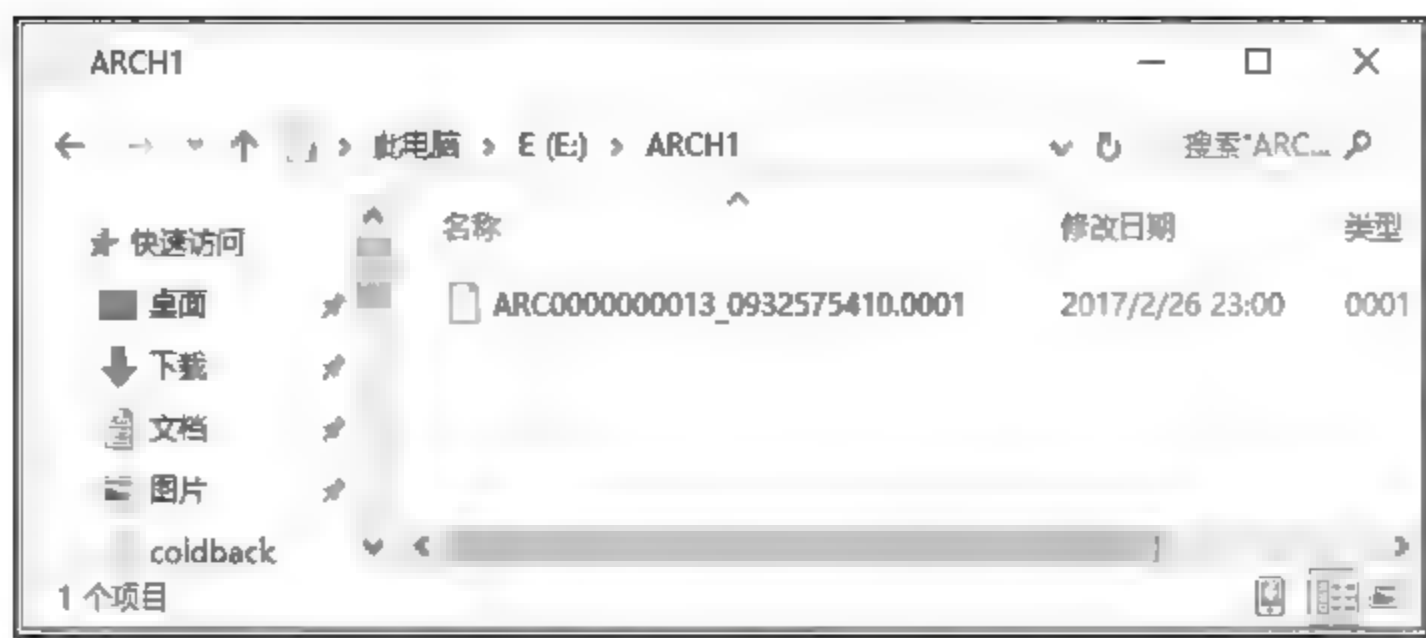 ARCH1
此电脑 > E (E:) > ARCH1 搜索"ARC...
快速访问
名称 修改日期 类型
桌面
ARC0000000013_0932575410.0001 2017/2/26 23:00 0001
下载
文档
图片
coldback
1 个项目